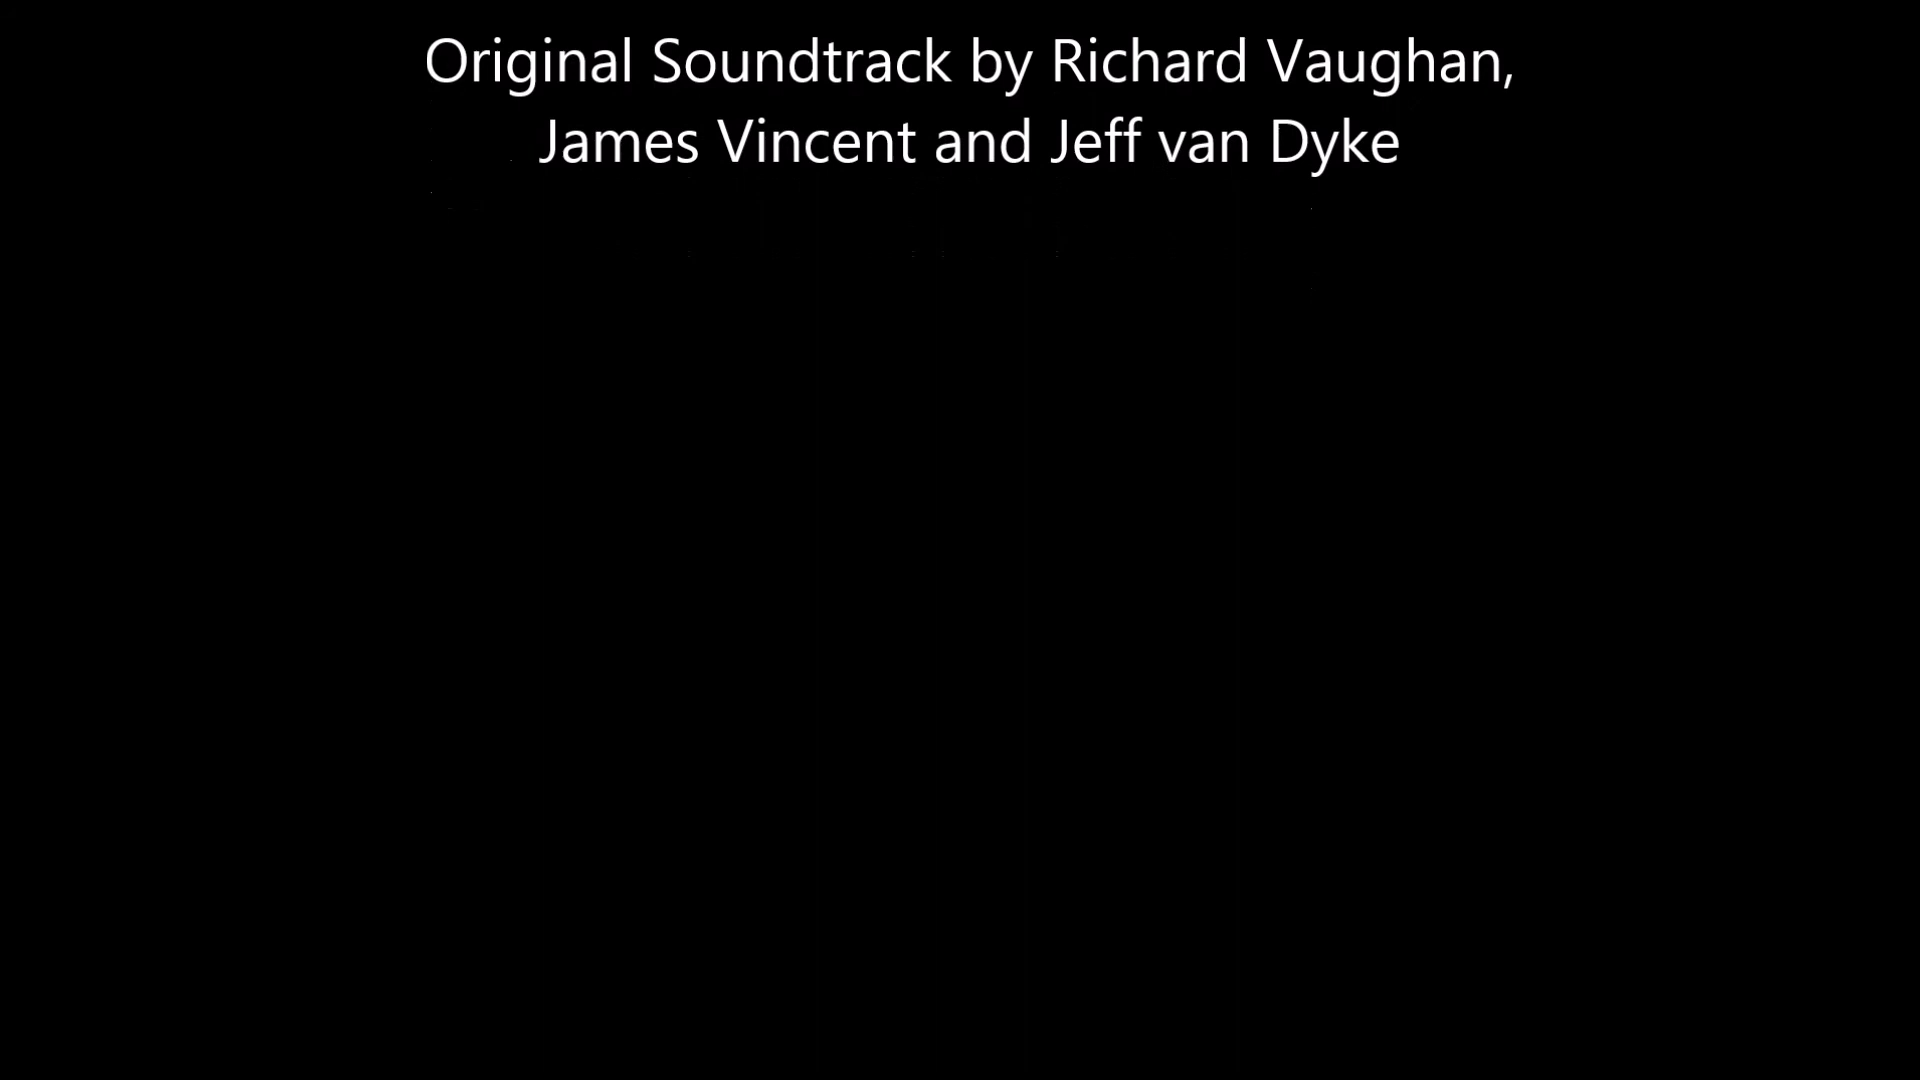 Original Soundtrack by Richard Vaughan,
James Vincent and Jeff van Dyke